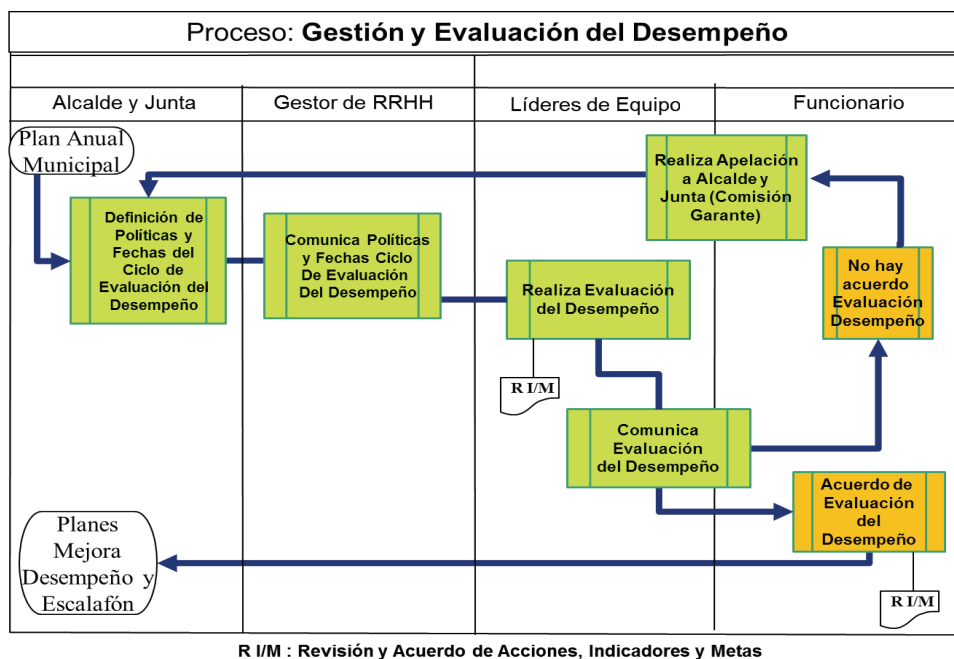 Proceso: Gestión y Evaluación del Desempeño
Alcalde y Junta
Gestor de RRHH
Líderes de Equipo
Funcionario
Plan Anual
Municipal
Definición de
Políticas y
Fechas del
Ciclo de
Evaluación del
Desempeño
Comunica Políticas
y Fechas Ciclo
De Evaluación
Del Desempeño
Realiza Evaluación
del Desempeño
R I/M
Realiza Apelación
a Alcalde y
Junta (Comisión
Garante)
No hay
acuerdo
Evaluación
Desempeño
Comunica
Evaluación
del Desempeño
Acuerdo de
Evaluación
del
Desempeño
R I/M
Planes
Mejora
Desempeño y
Escalafón
R I/M : Revisión y Acuerdo de Acciones, Indicadores y Metas